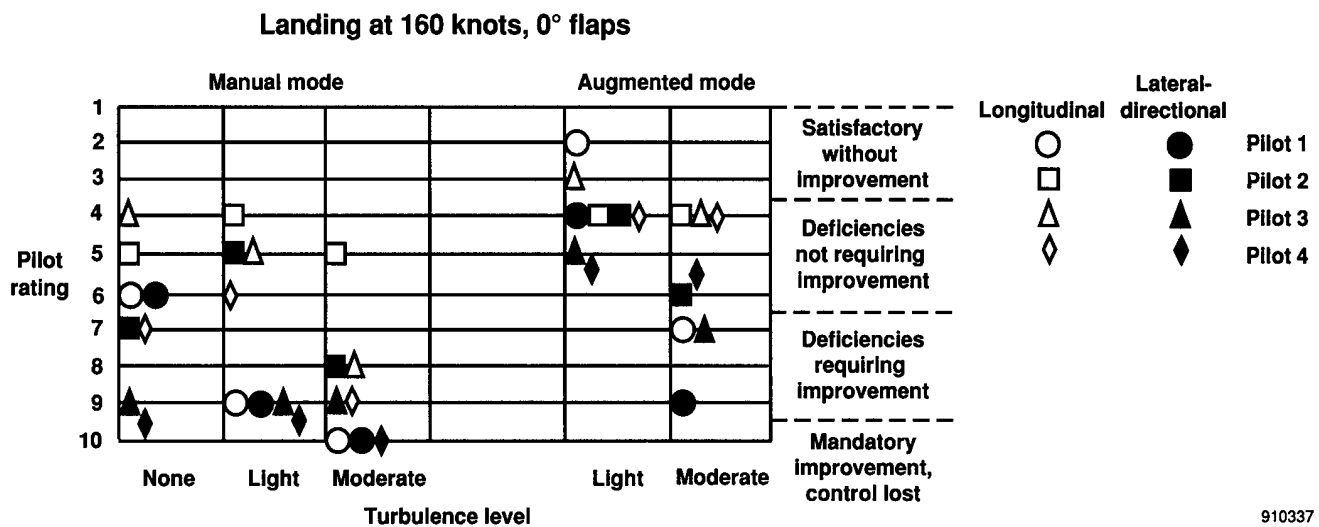 Landing at 160 knots, 0° flaps
Manual mode
Augmented mode
Lateral-
Longitudinal directional
1
2
3
4
5
6
7
8
9
10
Pilot
rating
Satisfactory
without
improvement
Deficiencies
not requiring
improvement
Deficiencies
requiring
improvement
Mandatory
improvement,
control lost
Pilot 1
Pilot 2
Pilot 3
Pilot 4
None Light Moderate Light Moderate
Turbulence level
910337